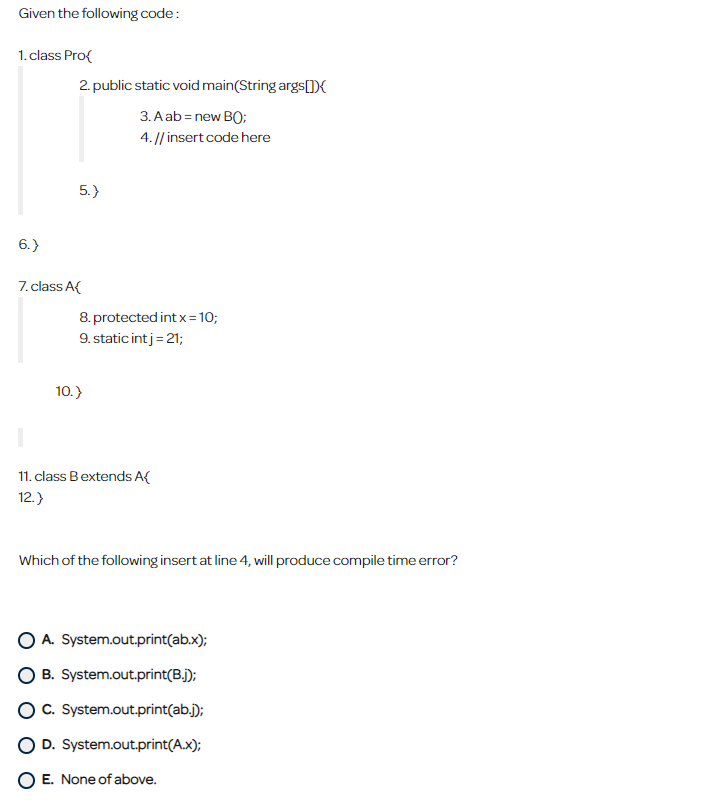 Given the following code :
1. class Pro{
2. public static void main(String args[]){
3. A ab = new B();
4. // insert code here
5. }
6. }
7. class A{
8. protected int x = 10;
9. static int j = 21;
10. }
11. class B extends A{
12. }
Which of the following insert at line 4, will produce compile time error?
A. System.out.print(ab.x);
B. System.out.print(B.j);
C. System.out.print(ab.j);
D. System.out.print(A.x);
E. None of above.